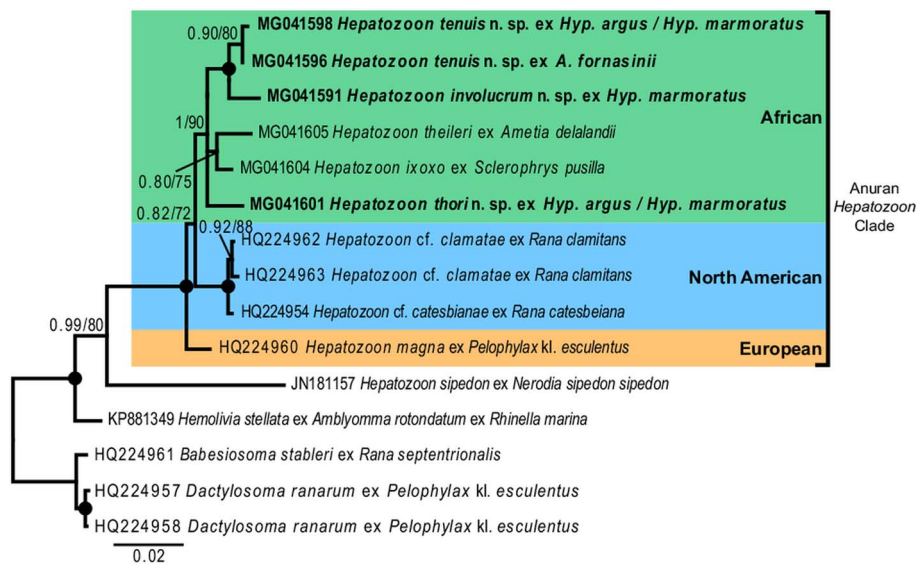 0.90/80
MG041598 Hepatozoon tenuis n. sp. ex Hyp. argus / Hyp. marmoratus
MG041596 Hepatozoon tenuis n. sp. ex A. fornasinii
MG041591 Hepatozoon involucrum n. sp. ex Hyp. marmoratus
African
1/90
MG041605 Hepatozoon theileri ex Ametia delalandii
MG041604 Hepatozoon ixoxo ex Sclerophrys pusilla
0.80/75
MG041601 Hepatozoon thori n. sp. ex Hyp. argus / Hyp. marmoratus
Anuran
Hepatozoon
Clade
0.82/72
0.92/88
HQ224962 Hepatozoon cf. clamatae ex Rana clamitans
HQ224963 Hepatozoon cf. clamatae ex Rana clamitans
North American
HQ224954 Hepatozoon cf. catesbianae ex Rana catesbeiana
0.99/80
HQ224960 Hepatozoon magna ex Pelophylax kl. esculentus
European
JN181157 Hepatozoon sipedon ex Nerodia sipedon sipedon
KP881349 Hemolivia stellata ex Amblyomma rotondatum ex Rhinella marina
HQ224961 Babesiosoma stableri ex Rana septentrionalis
HQ224957 Dactylosoma ranarum ex Pelophylax kl. esculentus
HQ224958 Dactylosoma ranarum ex Pelophylax kl. esculentus
0.02